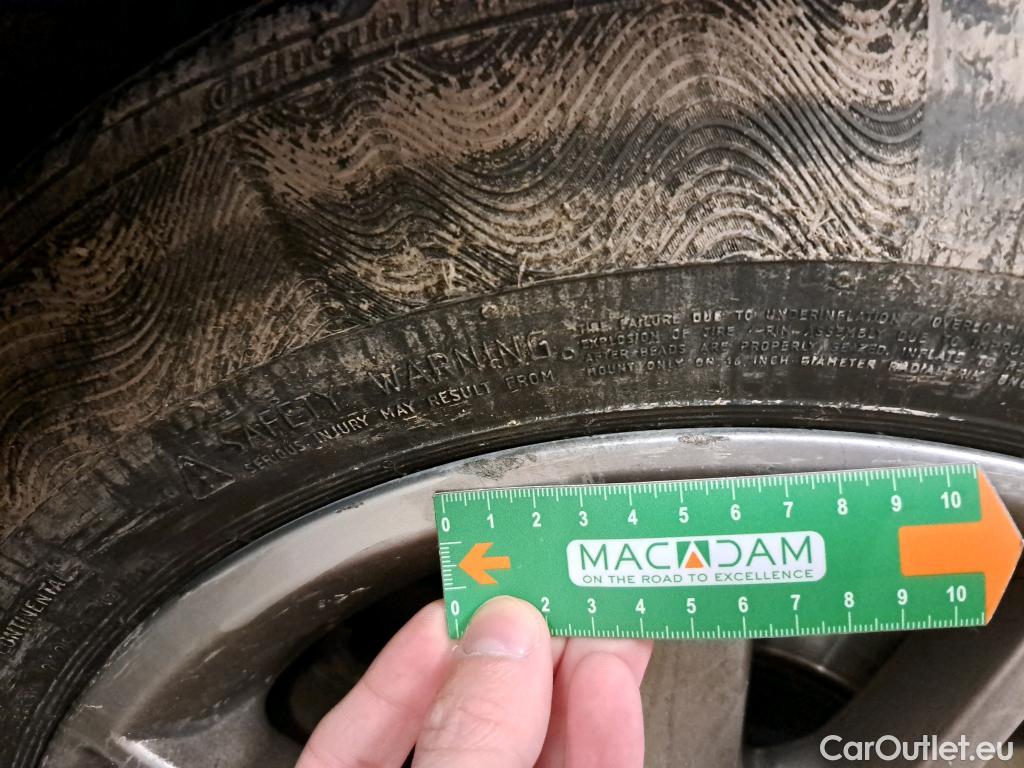 Continental
SAFETY WARNING
SERIOUS INJURY MAY RESULT FROM
TIRE FAILURE DUE TO UNDERINFLATION / OVERLOADING
EXPLOSION OF TIRE / RIM ASSEMBLY DUE TO
AFTER BEADS ARE PROPERLY SEATED. INFLATE TO
MOUNT ONLY ON 16 INCH DIAMETER RADIAL RIM
CONTINENTAL
0 1 2 3 4 5 6 7 8 9 10
MACADAM
ON THE ROAD TO EXCELLENCE
0 2 3 4 5 6 7 8 9 10
CarOutlet.eu